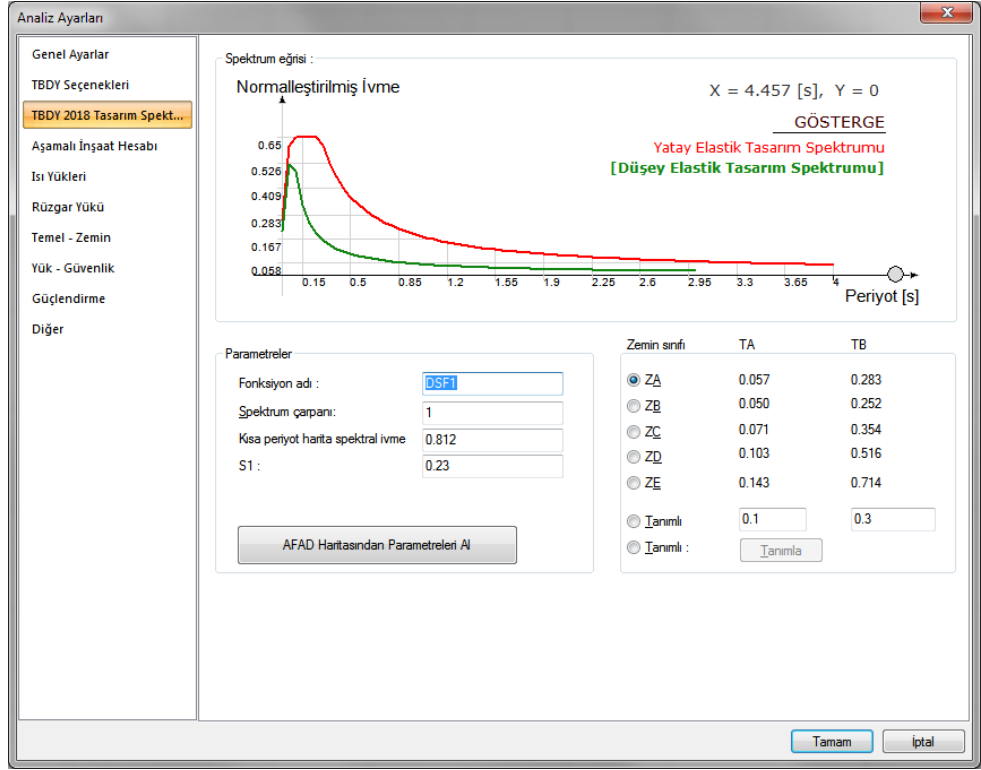 Analiz Ayarları
Genel Ayarlar
TBDY Seçenekleri
TBDY 2018 Tasarım Spekt...
Aşamalı İnşaat Hesabı
Isı Yükleri
Rüzgar Yükü
Temel - Zemin
Yük - Güvenlik
Güçlendirme
Diğer
Spektrum eğrisi :
Normalleştirilmiş İvme
X = 4.457 [s], Y = 0
GÖSTERGE
Yatay Elastik Tasarım Spektrumu
[Düşey Elastik Tasarım Spektrumu]
0.65
0.526
0.409
0.283
0.167
0.058
0.15 0.5 0.85 1.2 1.55 1.9 2.25 2.6 2.95 3.3 3.65 4
Periyot [s]
Parametreler
Fonksiyon adı : DSF1
Spektrum çarpanı: 1
Kısa periyot harita spektral ivme 0.812
S1 : 0.23
AFAD Haritasından Parametreleri Al
Zemin sınıfı TA TB
ZA 0.057 0.283
ZB 0.050 0.252
ZC 0.071 0.354
ZD 0.103 0.516
ZE 0.143 0.714
Tanımlı 0.1 0.3
Tanımlı : Tanımla
Tamam İptal